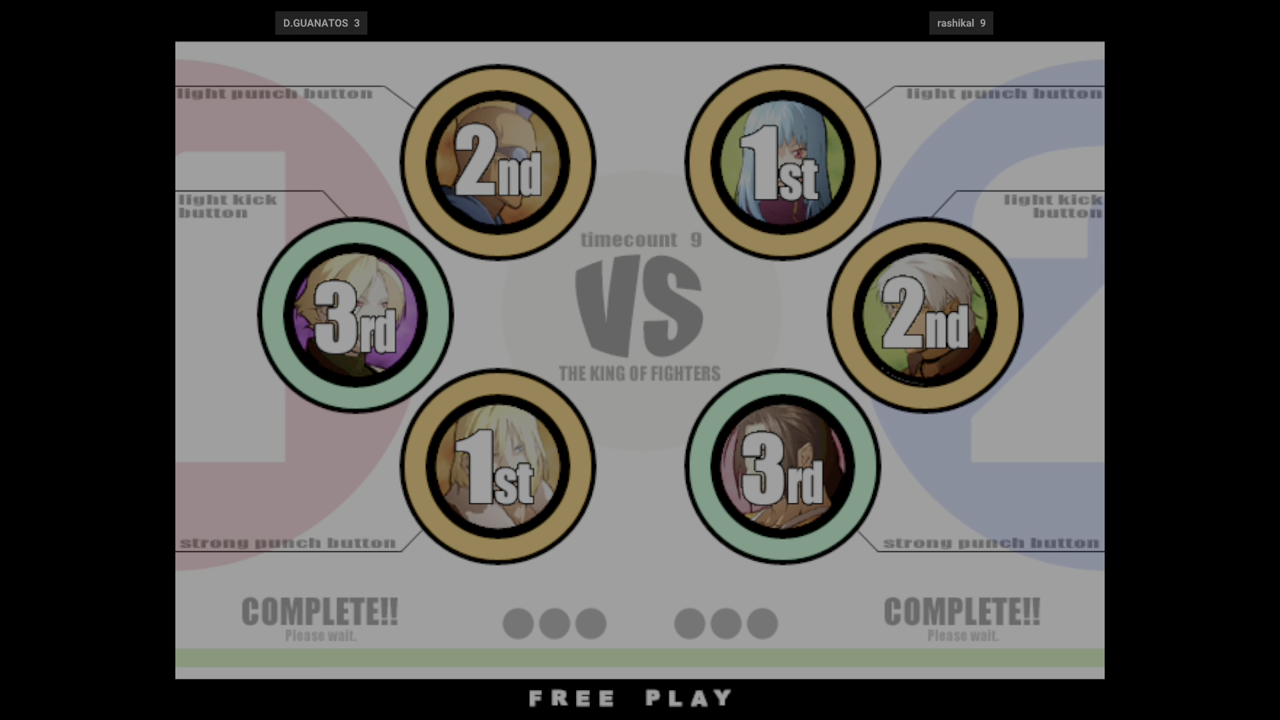 D.GUANATOS 3
rashikal 9
light punch button
light punch button
2nd
1st
light kick
button
light kick
button
timecount 9
VS
THE KING OF FIGHTERS
3rd
2nd
1st
3rd
strong punch button
strong punch button
COMPLETE!!
Please wait.
COMPLETE!!
Please wait.
FREE PLAY
1
2